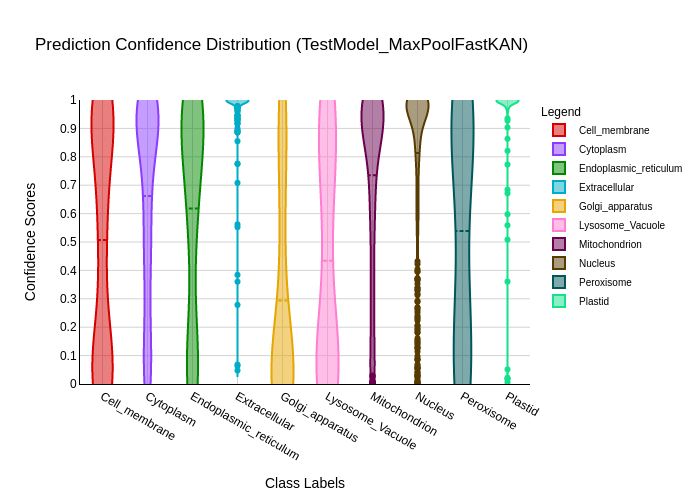 Prediction Confidence Distribution (TestModel_MaxPoolFastKAN)
Legend
Cell_membrane
Cytoplasm
Endoplasmic_reticulum
Extracellular
Golgi_apparatus
Lysosome_Vacuole
Mitochondrion
Nucleus
Peroxisome
Plastid
Confidence Scores
1
0.9
0.8
0.7
0.6
0.5
0.4
0.3
0.2
0.1
0
Cell_membrane
Cytoplasm
Endoplasmic_reticulum
Extracellular
Golgi_apparatus
Lysosome_Vacuole
Mitochondrion
Nucleus
Peroxisome
Plastid
Class Labels